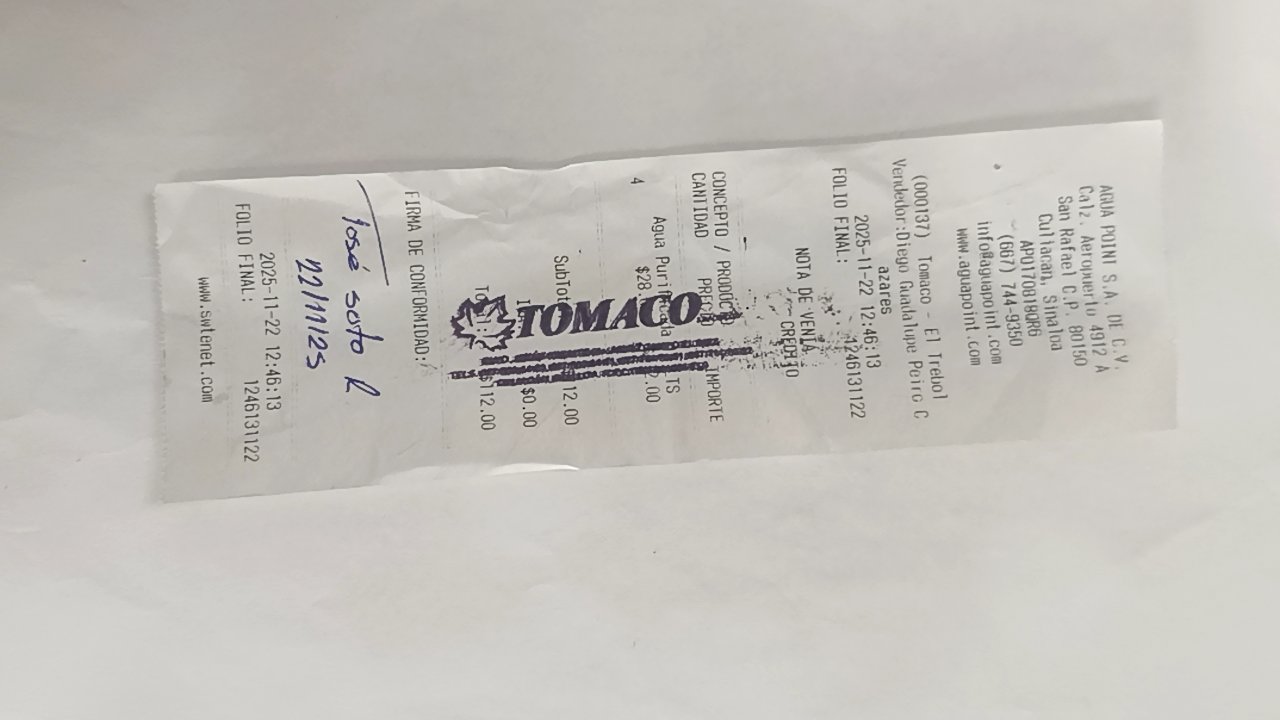 AGUA POINT S.A. DE C.V.
Calz. Aeropuerto 4912 A
San Rafael C.P. 80150
Culiacan, Sinaloa
APO170818QR6
(667) 744-9350
info@aguapoint.com
www.aguapoint.com
(000137) Tomaco - El Trebol
Vendedor:Diego Guadalupe Peiro C
azares
2025-11-22 12:46:13
FOLIO FINAL: 1246131122
NOTA DE VENTA
CREDITO
CONCEPTO / PRODUCTO
CANTIDAD PRECIO IMPORTE
Agua Purificada TS
4 $28. .00
SubTot 12.00
$0.00
Total: $112.00
TOMACO
FIRMA DE CONFORMIDAD:
José soto R
22/11/25
2025-11-22 12:46:13
FOLIO FINAL: 1246131122
www.swtenet.com